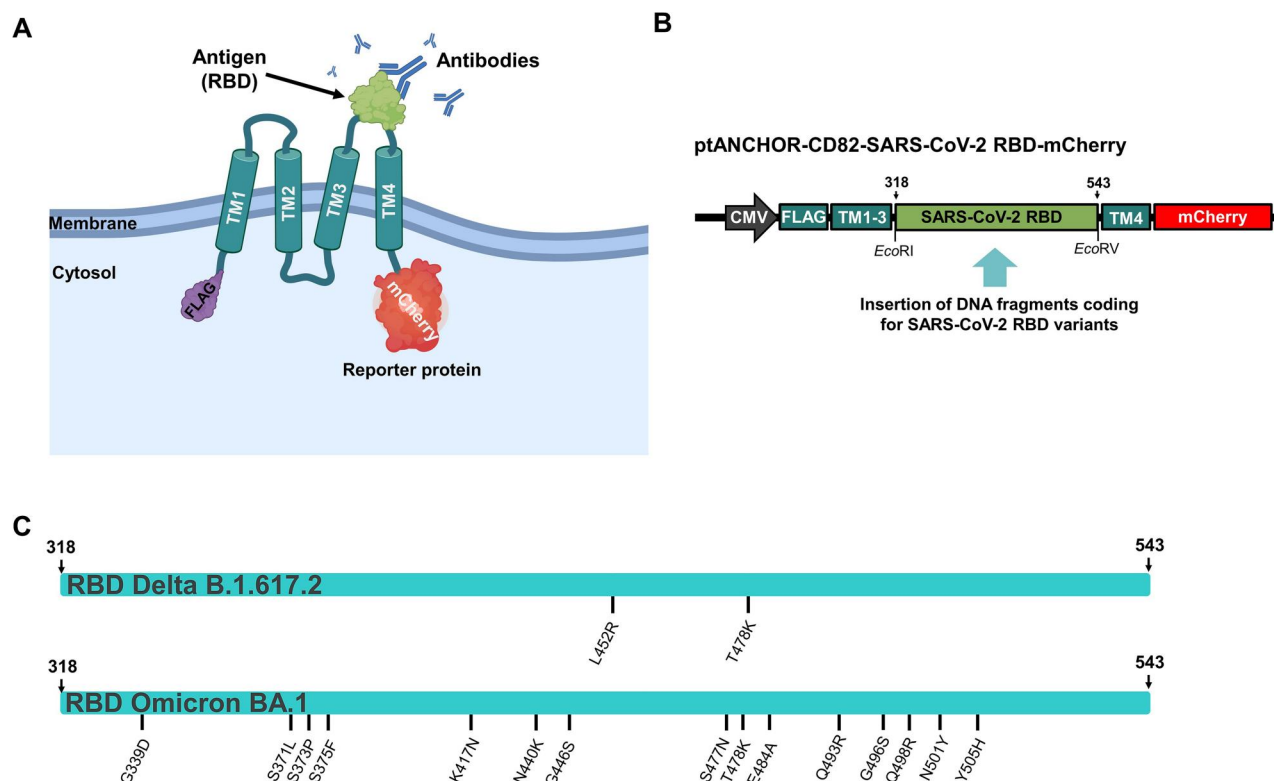 A
Antigen
(RBD)
Antibodies
TM1
TM2
TM3
TM4
Membrane
Cytosol
FLAG
mCherry
Reporter protein
B
ptANCHOR-CD82-SARS-CoV-2 RBD-mCherry
318
543
CMV
FLAG
TM1-3
SARS-CoV-2 RBD
TM4
mCherry
EcoRI
EcoRV
Insertion of DNA fragments coding
for SARS-CoV-2 RBD variants
C
318
543
RBD Delta B.1.617.2
L452R
T478K
318
543
RBD Omicron BA.1
G339D
S371L
S373P
S375F
K417N
N440K
G446S
S477N
T478K
E484A
Q493R
G496S
Q498R
N501Y
Y505H